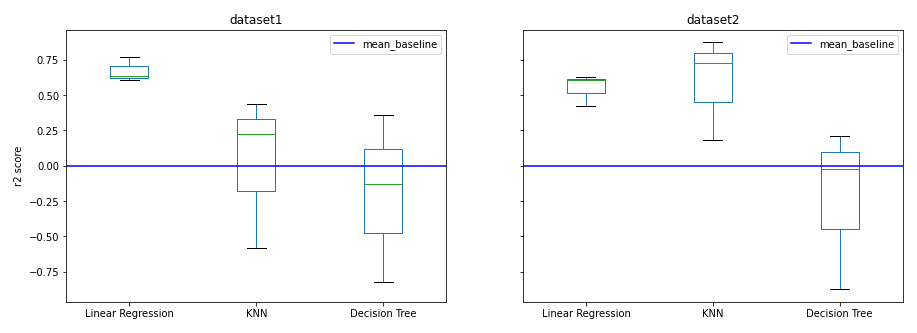 dataset1
mean_baseline
r2 score
0.75
0.50
0.25
0.00
−0.25
−0.50
−0.75
Linear Regression
KNN
Decision Tree
dataset2
mean_baseline
Linear Regression
KNN
Decision Tree